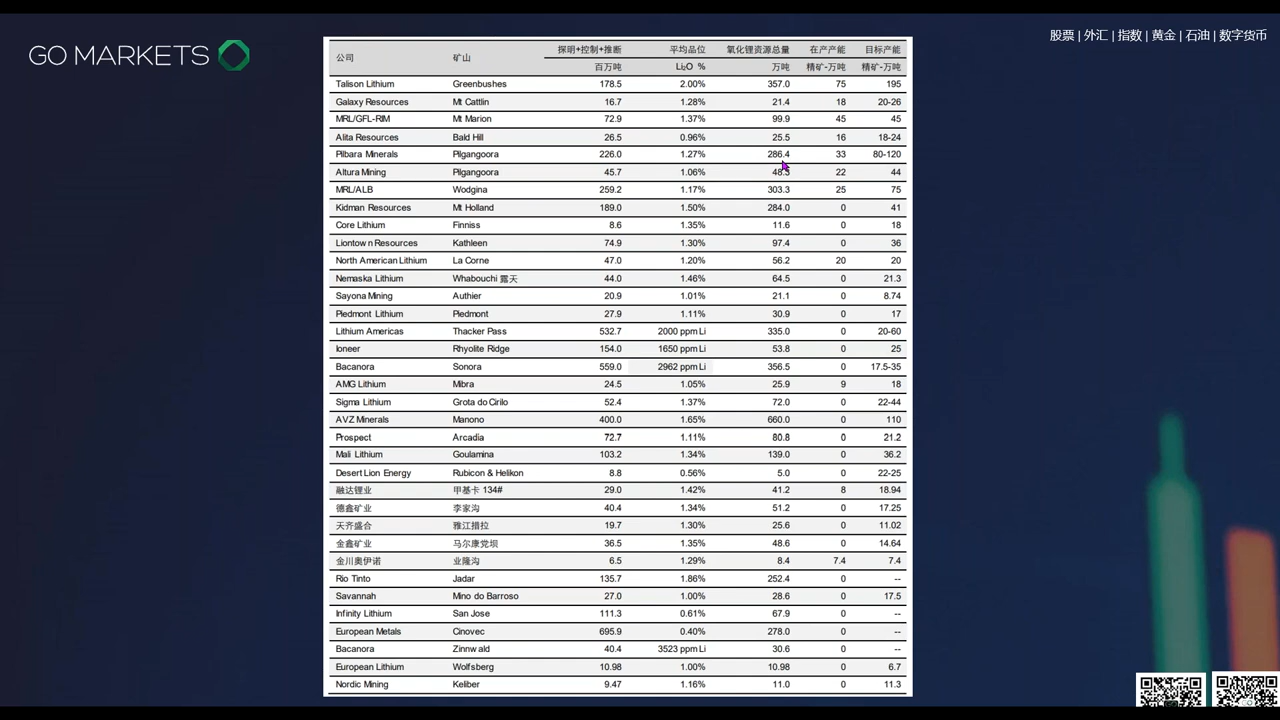 GO MARKETS
股票 | 外汇 | 指数 | 黄金 | 石油 | 数字货币
公司 矿山 探明+控制+推断 平均品位 氧化锂资源总量 在产产能 目标产能
百万吨 Li₂O % 万吨 精矿-万吨 精矿-万吨
Talison Lithium Greenbushes 178.5 2.00% 357.0 75 195
Galaxy Resources Mt Cattlin 16.7 1.28% 21.4 18 20-26
MRL/GFL-RIM Mt Marion 72.9 1.37% 99.9 45 45
Alita Resources Bald Hill 26.5 0.96% 25.5 16 18-24
Pilbara Minerals Pilgangoora 226.0 1.27% 286.4 33 80-120
Altura Mining Pilgangoora 45.7 1.06% 48.3 22 44
MRL/ALB Wodgina 259.2 1.17% 303.3 25 75
Kidman Resources Mt Holland 189.0 1.50% 284.0 0 41
Core Lithium Finniss 8.6 1.35% 11.6 0 18
Liontown Resources Kathleen 74.9 1.30% 97.4 0 36
North American Lithium La Corne 47.0 1.20% 56.2 20 20
Nemaska Lithium Whabouchi 露天 44.0 1.46% 64.5 0 21.3
Sayona Mining Authier 20.9 1.01% 21.1 0 8.74
Piedmont Lithium Piedmont 27.9 1.11% 30.9 0 17
Lithium Americas Thacker Pass 532.7 2000 ppm Li 335.0 0 20-60
Ioneer Rhyolite Ridge 154.0 1650 ppm Li 53.8 0 25
Bacanora Sonora 559.0 2962 ppm Li 356.5 0 17.5-35
AMG Lithium Mibra 24.5 1.05% 25.9 9 18
Sigma Lithium Grota do Cirilo 52.4 1.37% 72.0 0 22-44
AVZ Minerals Manono 400.0 1.65% 660.0 0 110
Prospect Arcadia 72.7 1.11% 80.8 0 21.2
Mali Lithium Goulamina 103.2 1.34% 139.0 0 36.2
Desert Lion Energy Rubicon & Helikon 8.8 0.56% 5.0 0 22-25
融达锂业 甲基卡 134# 29.0 1.42% 41.2 8 18.94
德鑫矿业 李家沟 40.4 1.34% 51.2 0 17.25
天齐盛合 雅江措拉 19.7 1.30% 25.6 0 11.02
金鑫矿业 马尔康党坝 36.5 1.35% 48.6 0 14.64
金川奥伊诺 业隆沟 6.5 1.29% 8.4 7.4 7.4
Rio Tinto Jadar 135.7 1.86% 252.4 0 --
Savannah Mino do Barroso 27.0 1.00% 28.6 0 17.5
Infinity Lithium San Jose 111.3 0.61% 67.9 0 --
European Metals Cinovec 695.9 0.40% 278.0 0 --
Bacanora Zinnwald 40.4 3523 ppm Li 30.6 0 --
European Lithium Wolfsberg 10.98 1.00% 10.98 0 6.7
Nordic Mining Keliber 9.47 1.16% 11.0 0 11.3